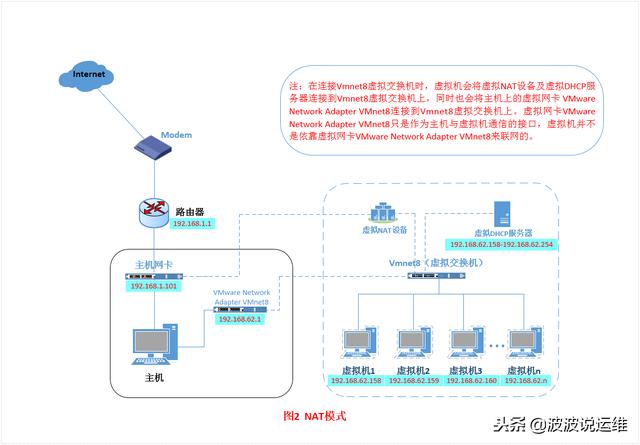 Internet
注：在连接Vmnet8虚拟交换机时，虚拟机会将虚拟NAT设备及虚拟DHCP服
务器连接到Vmnet8虚拟交换机上，同时也会将主机上的虚拟网卡 VMware
Network Adapter VMnet8连接到Vmnet8虚拟交换机上。虚拟网卡VMware
Network Adapter VMnet8只是作为主机与虚拟机通信的接口，虚拟机并不
是依靠虚拟网卡VMware Network Adapter VMnet8来联网的。
Modem
路由器
192.168.1.1
虚拟NAT设备
虚拟DHCP服务器
192.168.62.158-192.168.62.254
主机网卡
192.168.1.101
Vmnet8（虚拟交换机）
VMware Network
Adapter VMnet8
192.168.62.1
主机
虚拟机1
192.168.62.158
虚拟机2
192.168.62.159
虚拟机3
192.168.62.160
虚拟机n
192.168.62.n
图2 NAT模式
头条 @波波说运维